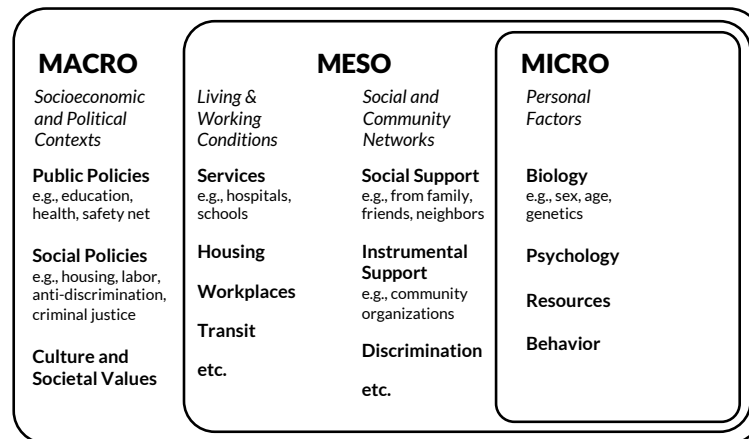 MACRO
Socioeconomic
and Political
Contexts
Public Policies
e.g., education,
health, safety net
Social Policies
e.g., housing, labor,
anti-discrimination,
criminal justice
Culture and
Societal Values
MESO
Living &
Working
Conditions
Services
e.g., hospitals,
schools
Housing
Workplaces
Transit
etc.
Social and
Community
Networks
Social Support
e.g., from family,
friends, neighbors
Instrumental
Support
e.g., community
organizations
Discrimination
etc.
MICRO
Personal
Factors
Biology
e.g., sex, age,
genetics
Psychology
Resources
Behavior